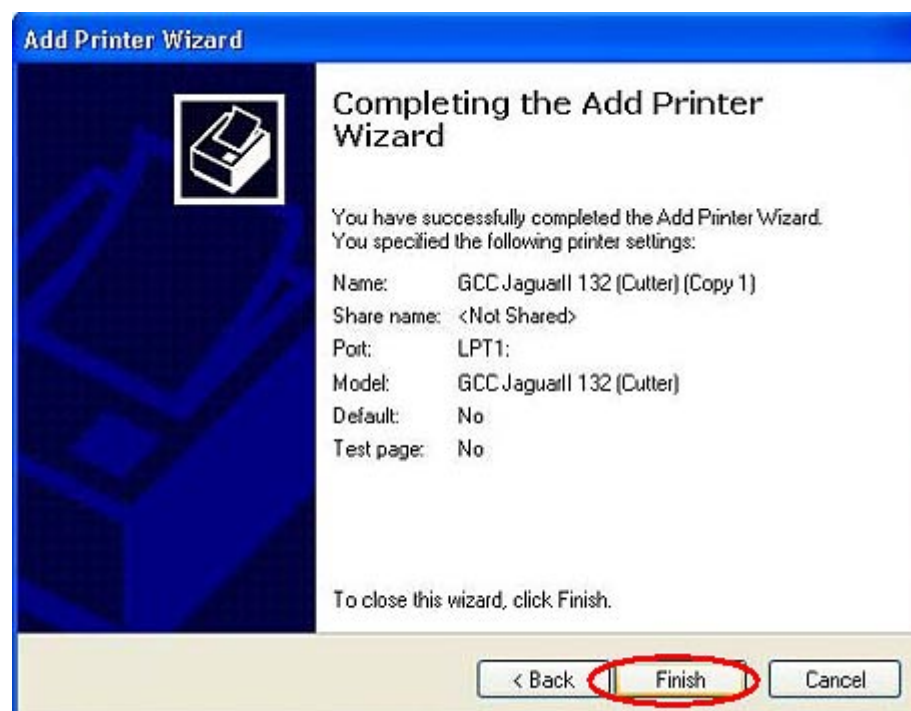 Add Printer Wizard
Completing the Add Printer
Wizard
You have successfully completed the Add Printer Wizard.
You specified the following printer settings:
Name: GCC JaguarII 132 (Cutter) (Copy 1)
Share name: <Not Shared>
Port: LPT1:
Model: GCC JaguarII 132 (Cutter)
Default: No
Test page: No
To close this wizard, click Finish.
< Back Finish Cancel